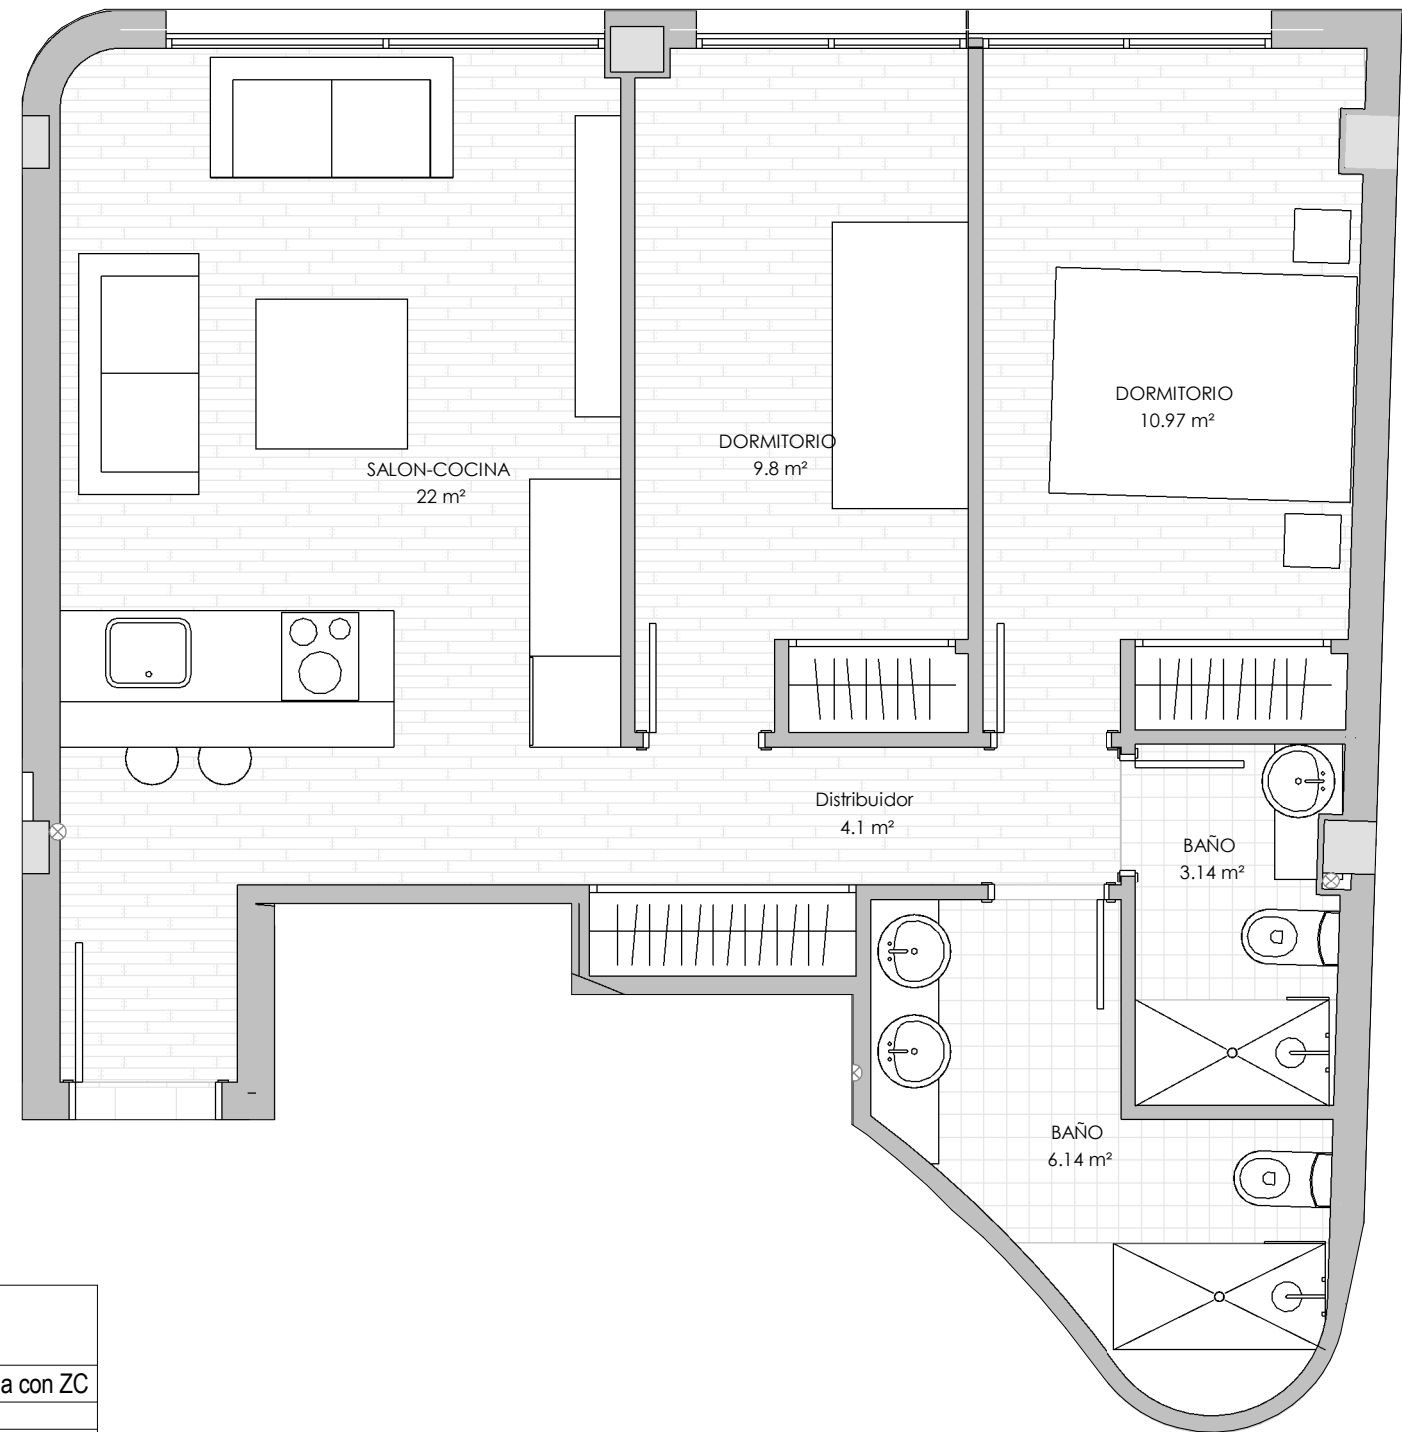 DORMITORIO
10.97 m²
DORMITORIO
9.8 m²
SALON-COCINA
22 m²
Distribuidor
4.1 m²
BAÑO
3.14 m²
BAÑO
6.14 m²
a con ZC